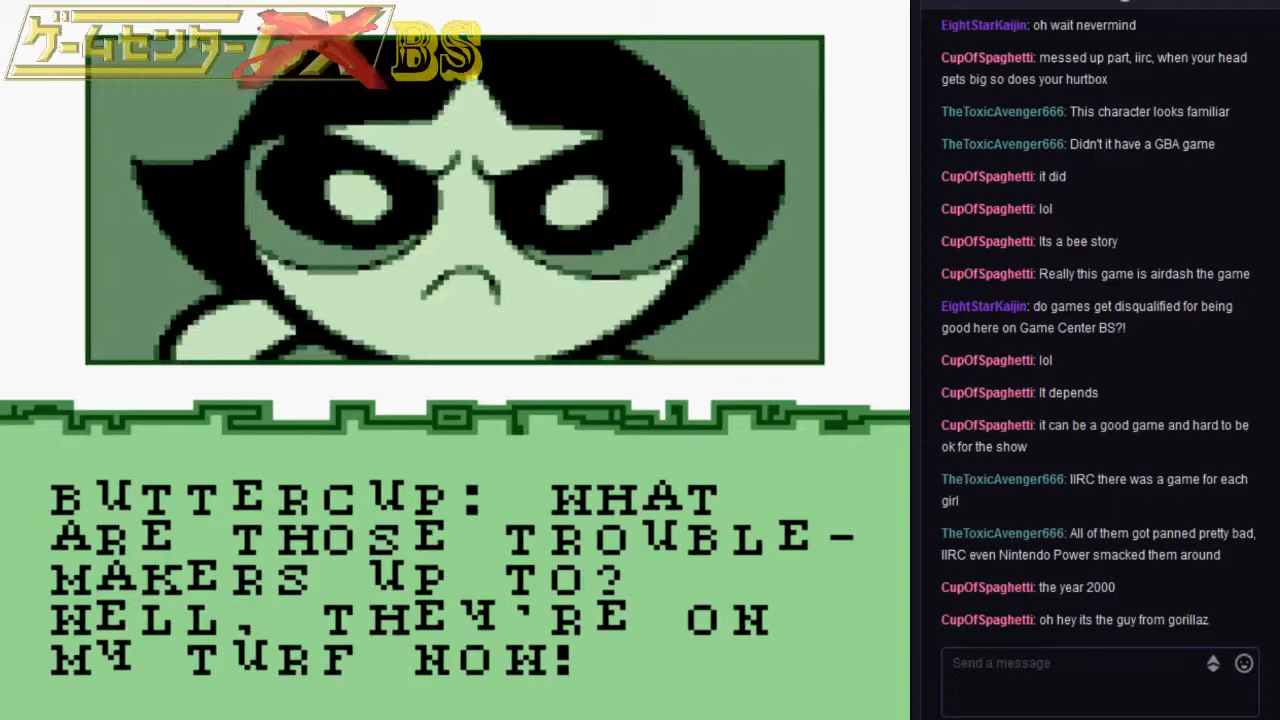 ゲームセンターDX BS
BUTTERCUP: WHAT
ARE THOSE TROUBLE-
MAKERS UP TO?
WELL, THEY'RE ON
MY TURF NOW!
EightStarKaijin: oh wait nevermind
CupOfSpaghetti: messed up part, iirc, when your head
gets big so does your hurtbox
TheToxicAvenger666: This character looks familiar
TheToxicAvenger666: Didn't it have a GBA game
CupOfSpaghetti: it did
CupOfSpaghetti: lol
CupOfSpaghetti: Its a bee story
CupOfSpaghetti: Really this game is airdash the game
EightStarKaijin: do games get disqualified for being
good here on Game Center BS?!
CupOfSpaghetti: lol
CupOfSpaghetti: It depends
CupOfSpaghetti: it can be a good game and hard to be
ok for the show
TheToxicAvenger666: IIRC there was a game for each
girl
TheToxicAvenger666: All of them got panned pretty bad,
IIRC even Nintendo Power smacked them around
CupOfSpaghetti: the year 2000
CupOfSpaghetti: oh hey its the guy from gorillaz
Send a message